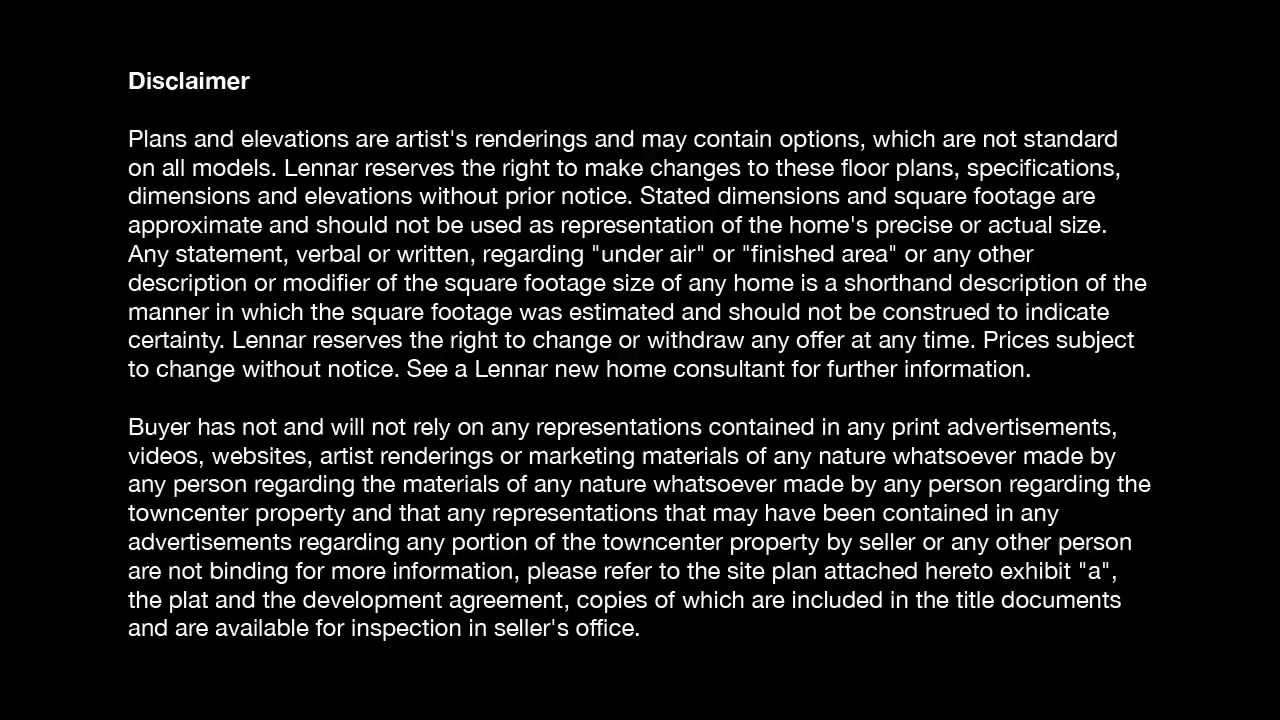 Disclaimer
Plans and elevations are artist's renderings and may contain options, which are not standard
on all models. Lennar reserves the right to make changes to these floor plans, specifications,
dimensions and elevations without prior notice. Stated dimensions and square footage are
approximate and should not be used as representation of the home's precise or actual size.
Any statement, verbal or written, regarding "under air" or "finished area" or any other
description or modifier of the square footage size of any home is a shorthand description of the
manner in which the square footage was estimated and should not be construed to indicate
certainty. Lennar reserves the right to change or withdraw any offer at any time. Prices subject
to change without notice. See a Lennar new home consultant for further information.
Buyer has not and will not rely on any representations contained in any print advertisements,
videos, websites, artist renderings or marketing materials of any nature whatsoever made by
any person regarding the materials of any nature whatsoever made by any person regarding the
towncenter property and that any representations that may have been contained in any
advertisements regarding any portion of the towncenter property by seller or any other person
are not binding for more information, please refer to the site plan attached hereto exhibit "a",
the plat and the development agreement, copies of which are included in the title documents
and are available for inspection in seller's office.